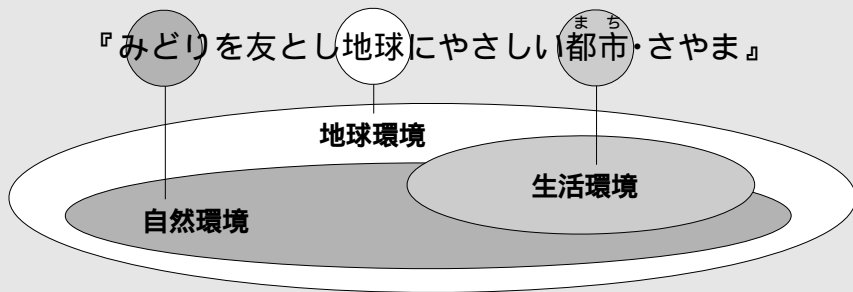 まち
『みどりを友とし地球にやさしい都市・さやま』
地球環境
生活環境
自然環境